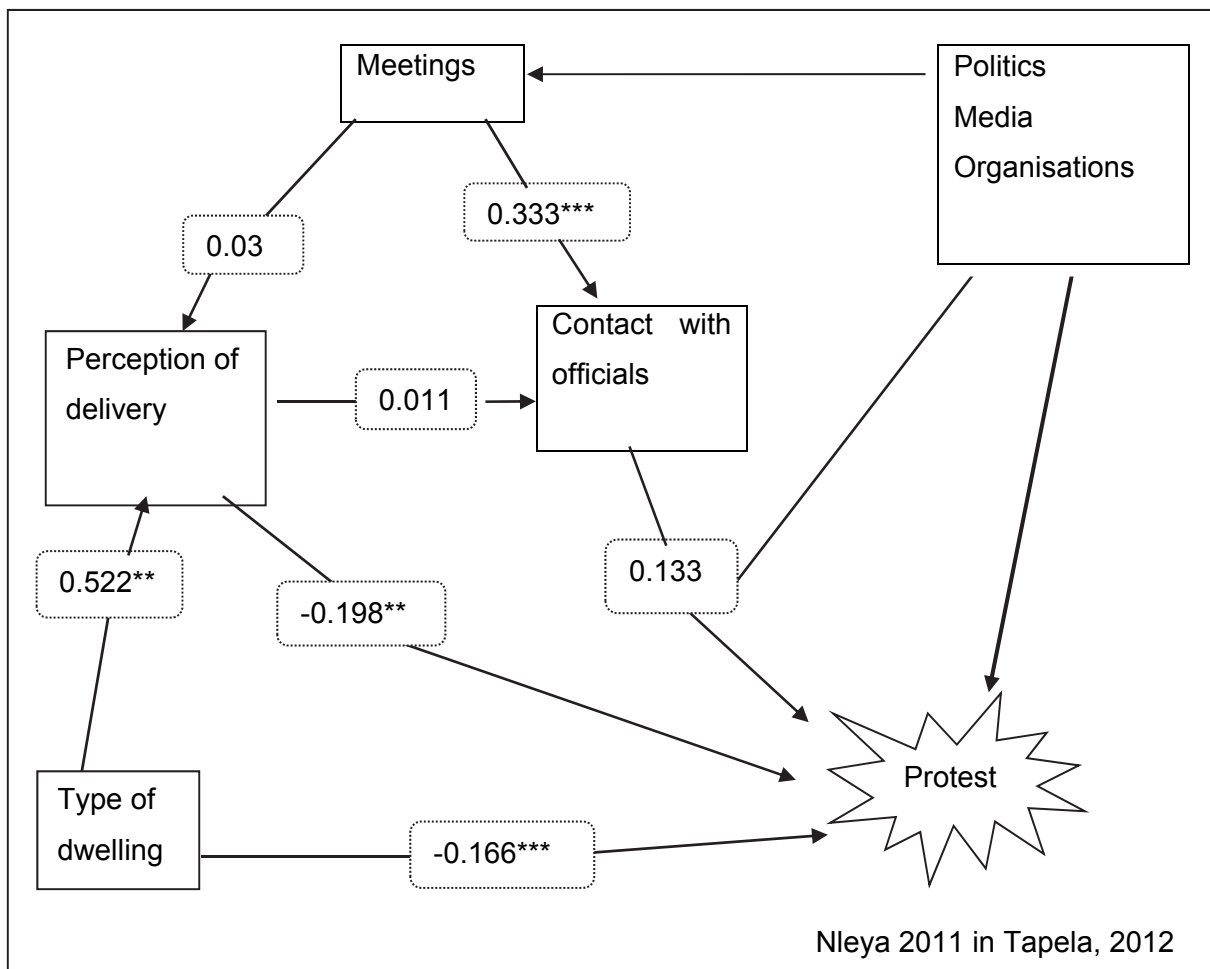 Meetings
Politics
Media
Organisations
0.333***
0.03
Contact with
officials
Perception of
delivery
0.011
0.522**
-0.198**
0.133
Type of
dwelling
Protest
-0.166***
Nleya 2011 in Tapela, 2012